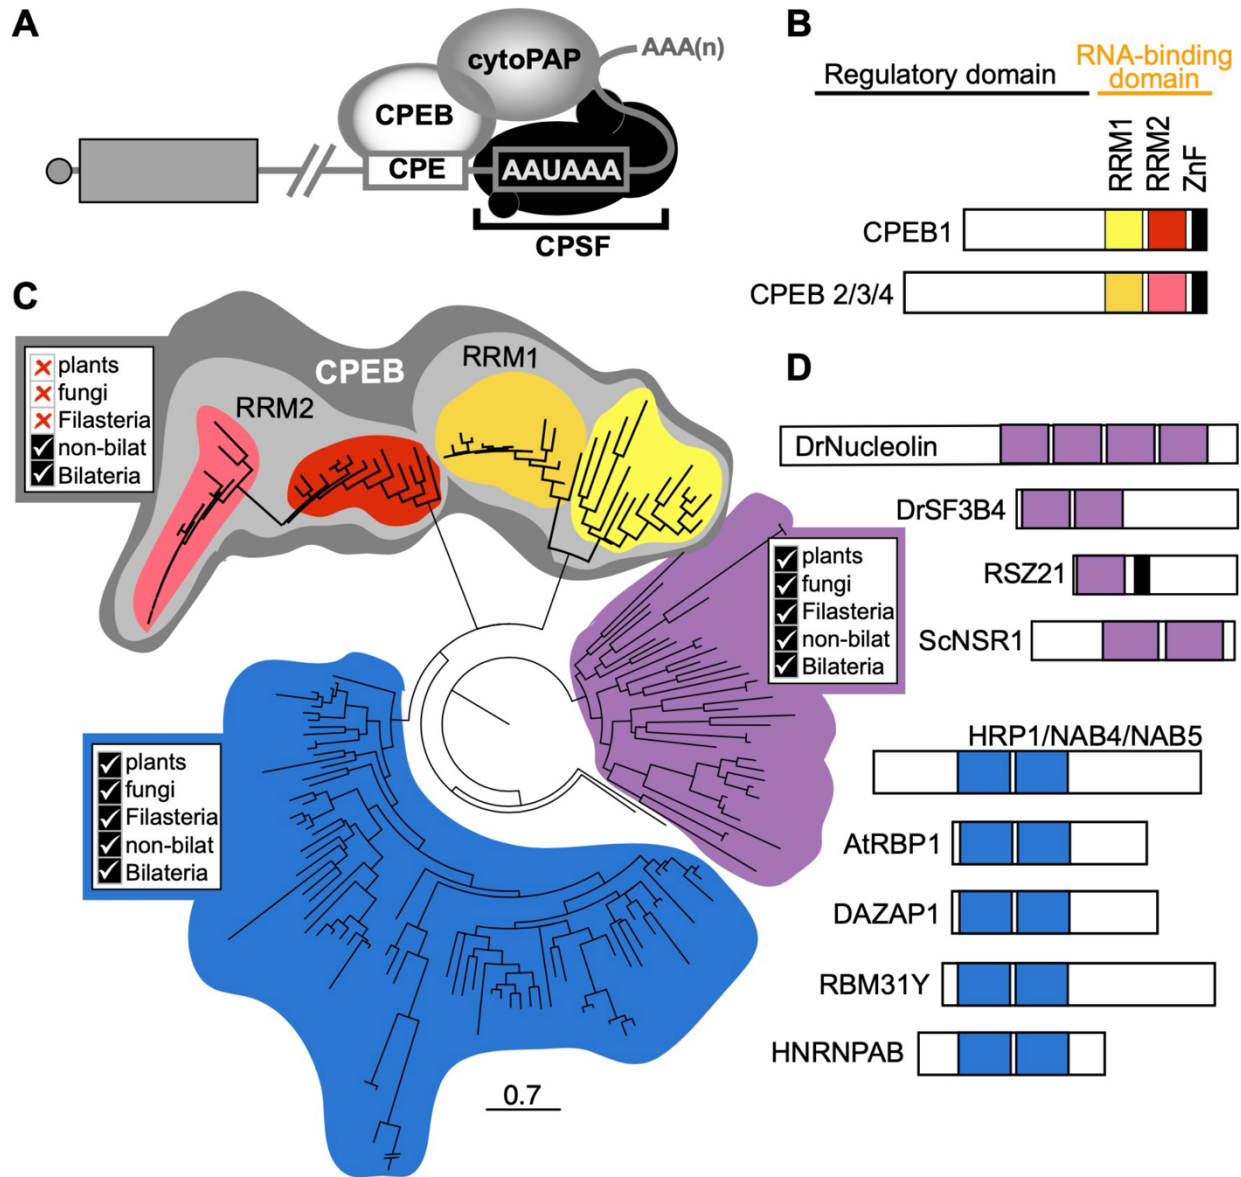 A
cytoPAP
AAA(n)
CPEB
CPE
AAUAAA
CPSF
B
Regulatory domain
RNA-binding
domain
RRM1
RRM2
ZnF
CPEB1
CPEB 2/3/4
C
plants
fungi
Filasteria
non-bilat
Bilateria
CPEB
RRM1
RRM2
plants
fungi
Filasteria
non-bilat
Bilateria
plants
fungi
Filasteria
non-bilat
Bilateria
0.7
D
DrNucleolin
DrSF3B4
RSZ21
ScNSR1
HRP1/NAB4/NAB5
AtRBP1
DAZAP1
RBM31Y
HNRNPAB